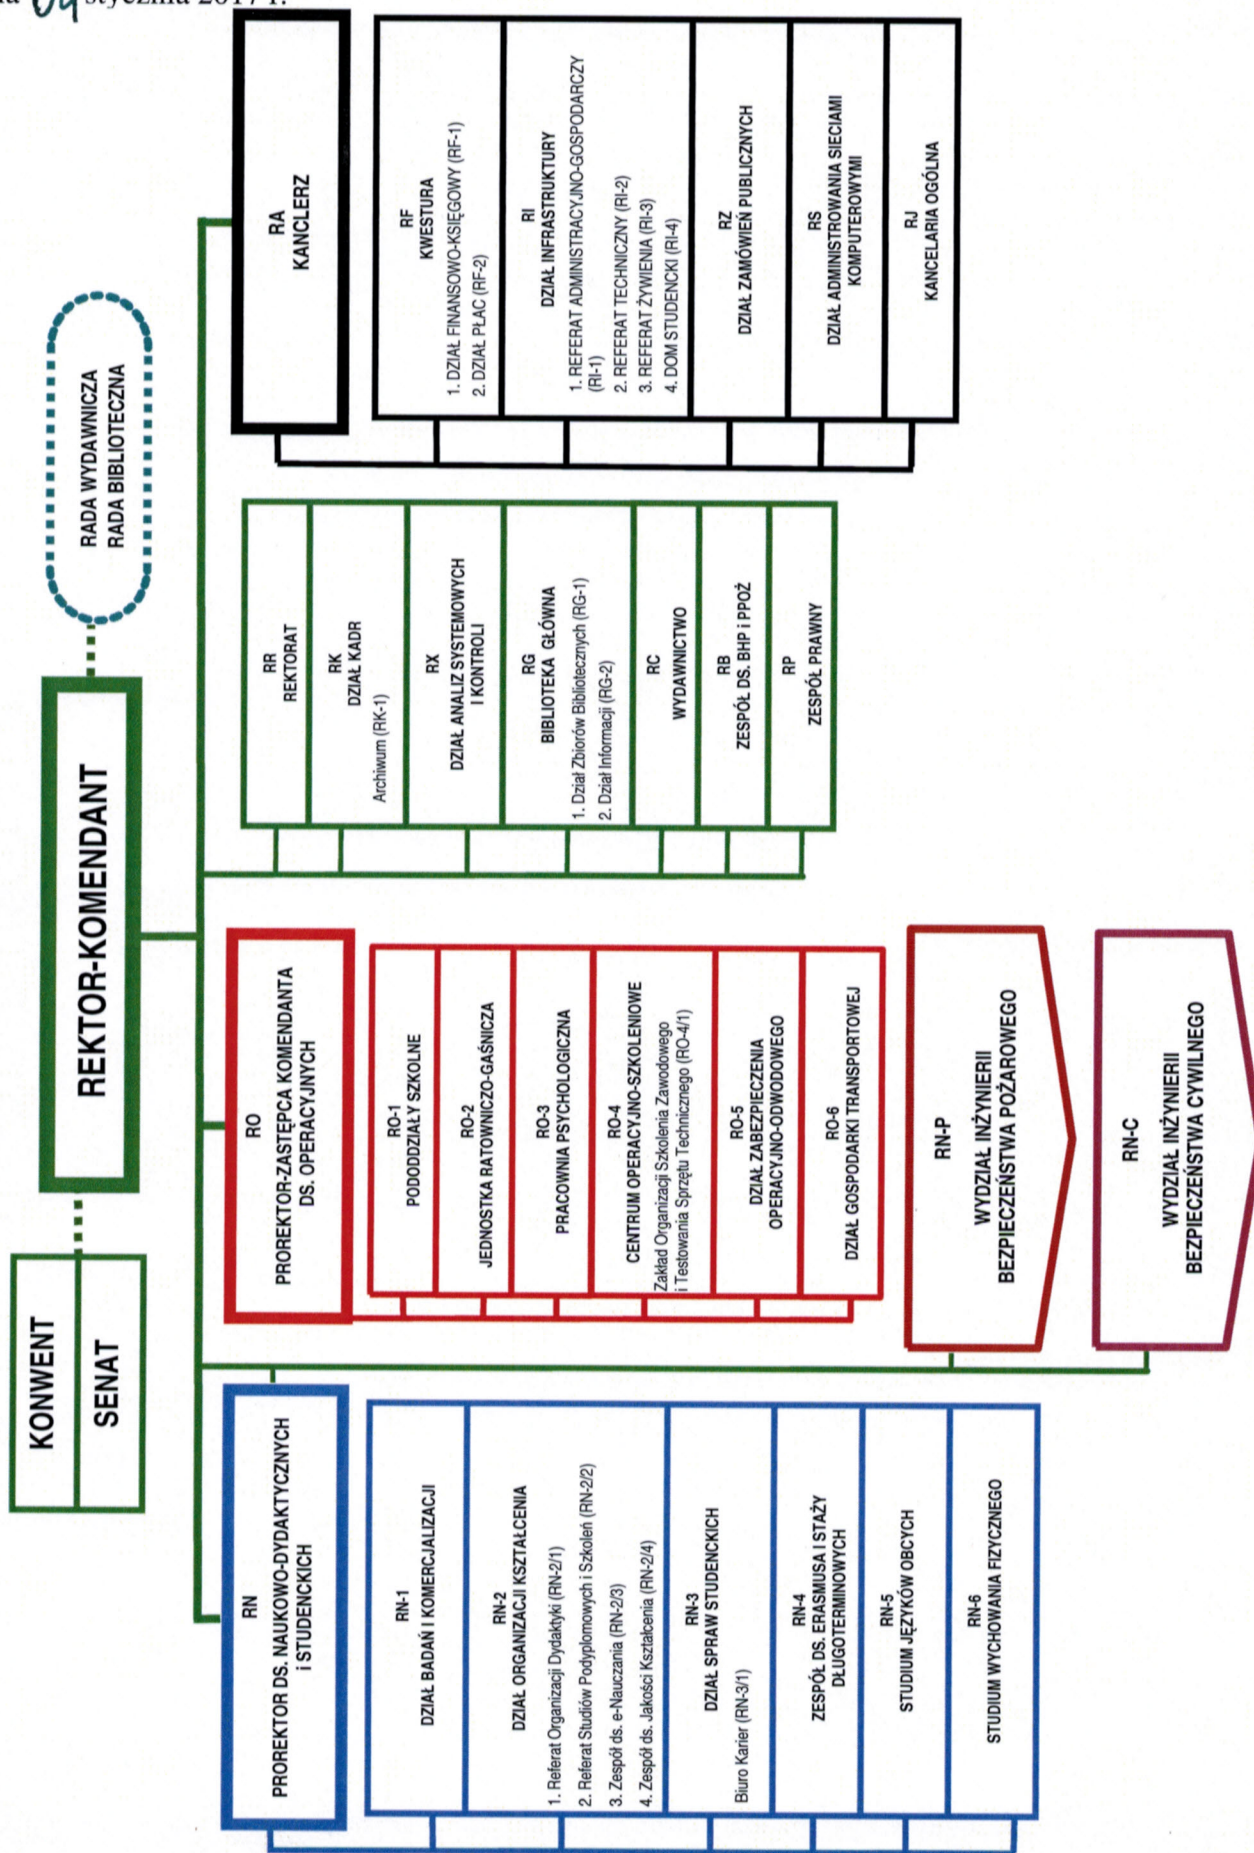 04 stycznia 2017 r.
KONWENT
SENAT
REKTOR-KOMENDANT
RADA WYDAWNICZA
RADA BIBLIOTECZNA
RN
PROREKTOR DS. NAUKOWO-DYDAKTYCZNYCH
i STUDENCKICH
RN-1
DZIAŁ BADAŃ I KOMERCJALIZACJI
RN-2
DZIAŁ ORGANIZACJI KSZTAŁCENIA
1. Referat Organizacji Dydaktyki (RN-2/1)
2. Referat Studiów Podyplomowych i Szkoleń (RN-2/2)
3. Zespół ds. e-Nauczania (RN-2/3)
4. Zespół ds. Jakości Kształcenia (RN-2/4)
RN-3
DZIAŁ SPRAW STUDENCKICH
Biuro Karier (RN-3/1)
RN-4
ZESPÓŁ DS. ERASMUSA I STAŻY
DŁUGOTERMINOWYCH
RN-5
STUDIUM JĘZYKÓW OBCYCH
RN-6
STUDIUM WYCHOWANIA FIZYCZNEGO
RO
PROREKTOR-ZASTĘPCA KOMENDANTA
DS. OPERACYJNYCH
RO-1
PODODDZIAŁY SZKOLNE
RO-2
JEDNOSTKA RATOWNICZO-GAŚNICZA
RO-3
PRACOWNIA PSYCHOLOGICZNA
RO-4
CENTRUM OPERACYJNO-SZKOLENIOWE
Zakład Organizacji Szkolenia Zawodowego
i Testowania Sprzętu Technicznego (RO-4/1)
RO-5
DZIAŁ ZABEZPIECZENIA
OPERACYJNO-ODWODOWEGO
RO-6
DZIAŁ GOSPODARKI TRANSPORTOWEJ
RN-P
WYDZIAŁ INŻYNIERII
BEZPIECZEŃSTWA POŻAROWEGO
RN-C
WYDZIAŁ INŻYNIERII
BEZPIECZEŃSTWA CYWILNEGO
RR
REKTORAT
RK
DZIAŁ KADR
Archiwum (RK-1)
RX
DZIAŁ ANALIZ SYSTEMOWYCH
I KONTROLI
RG
BIBLIOTEKA GŁÓWNA
1. Dział Zbiorów Bibliotecznych (RG-1)
2. Dział Informacji (RG-2)
RC
WYDAWNICTWO
RB
ZESPÓŁ DS. BHP i PPOŻ
RP
ZESPÓŁ PRAWNY
RA
KANCLERZ
RF
KWESTURA
1. DZIAŁ FINANSOWO-KSIĘGOWY (RF-1)
2. DZIAŁ PŁAC (RF-2)
RI
DZIAŁ INFRASTRUKTURY
1. REFERAT ADMINISTRACYJNO-GOSPODARCZY
(RI-1)
2. REFERAT TECHNICZNY (RI-2)
3. REFERAT ŻYWIENIA (RI-3)
4. DOM STUDENCKI (RI-4)
RZ
DZIAŁ ZAMÓWIEŃ PUBLICZNYCH
RS
DZIAŁ ADMINISTROWANIA SIECIAMI
KOMPUTEROWYMI
RJ
KANCELARIA OGÓLNA